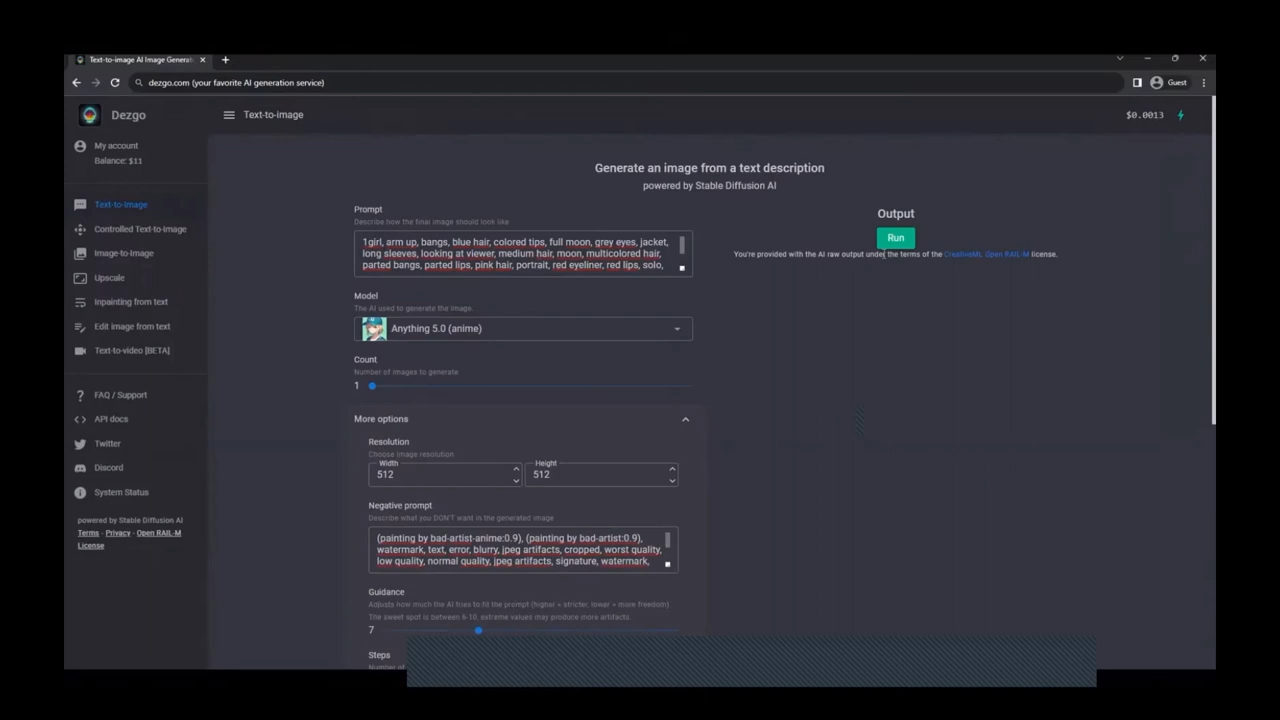 Text-to-image AI Image Generat
dezgo.com (your favorite AI generation service)
Guest
Dezgo
Text-to-image
$0.0013
My account
Balance: $11
Text-to-Image
Controlled Text-to-Image
Image-to-Image
Upscale
Inpainting from text
Edit image from text
Text-to-video [BETA]
FAQ / Support
API docs
Twitter
Discord
System Status
powered by Stable Diffusion AI
Terms - Privacy - Open RAIL-M
License
Generate an image from a text description
powered by Stable Diffusion AI
Prompt
Describe how the final image should look like
1girl, arm up, bangs, blue hair, colored tips, full moon, grey eyes, jacket,
long sleeves, looking at viewer, medium hair, moon, multicolored hair,
parted bangs, parted lips, pink hair, portrait, red eyeliner, red lips, solo,
Model
The AI used to generate the image.
Anything 5.0 (anime)
Count
Number of images to generate
1
More options
Resolution
Choose image resolution
Width
512
Height
512
Negative prompt
Describe what you DON'T want in the generated image
(painting by bad-artist-anime:0.9), (painting by bad-artist:0.9),
watermark, text, error, blurry, jpeg artifacts, cropped, worst quality,
low quality, normal quality, jpeg artifacts, signature, watermark,
Guidance
Adjusts how much the AI tries to fit the prompt (higher = stricter, lower = more freedom)
The sweet spot is between 6-10, extreme values may produce more artifacts.
7
Steps
Number of
Output
Run
You're provided with the AI raw output under the terms of the CreativeML Open RAIL-M license.